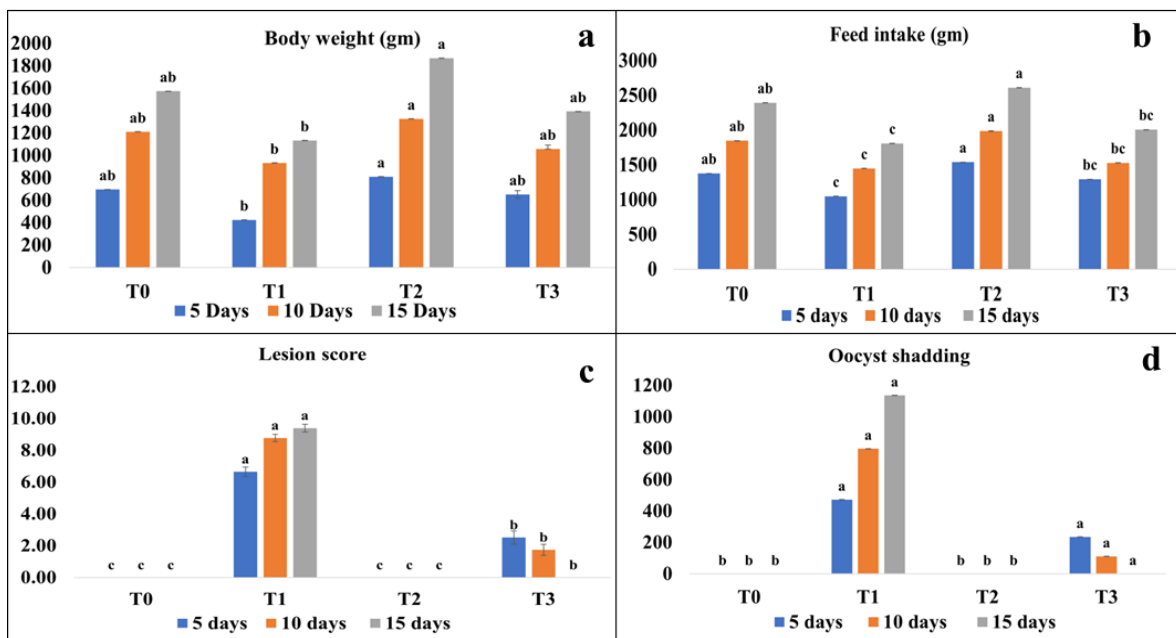 Body weight (gm)
a
2000
1800
1600
1400
1200
1000
800
600
400
200
0
ab
ab
ab
b
b
b
a
a
a
ab
ab
ab
T0
T1
T2
T3
5 Days
10 Days
15 Days
Feed intake (gm)
b
3000
2500
2000
1500
1000
500
0
ab
ab
ab
c
c
c
a
a
a
bc
bc
bc
T0
T1
T2
T3
5 days
10 days
15 days
Lesion score
c
12.00
10.00
8.00
6.00
4.00
2.00
0.00
c
c
c
a
a
a
c
c
c
b
b
b
T0
T1
T2
T3
5 days
10 days
15 days
Oocyst shadding
d
1200
1000
800
600
400
200
0
b
b
b
a
a
a
b
b
b
a
a
a
T0
T1
T2
T3
5 days
10 days
15 days